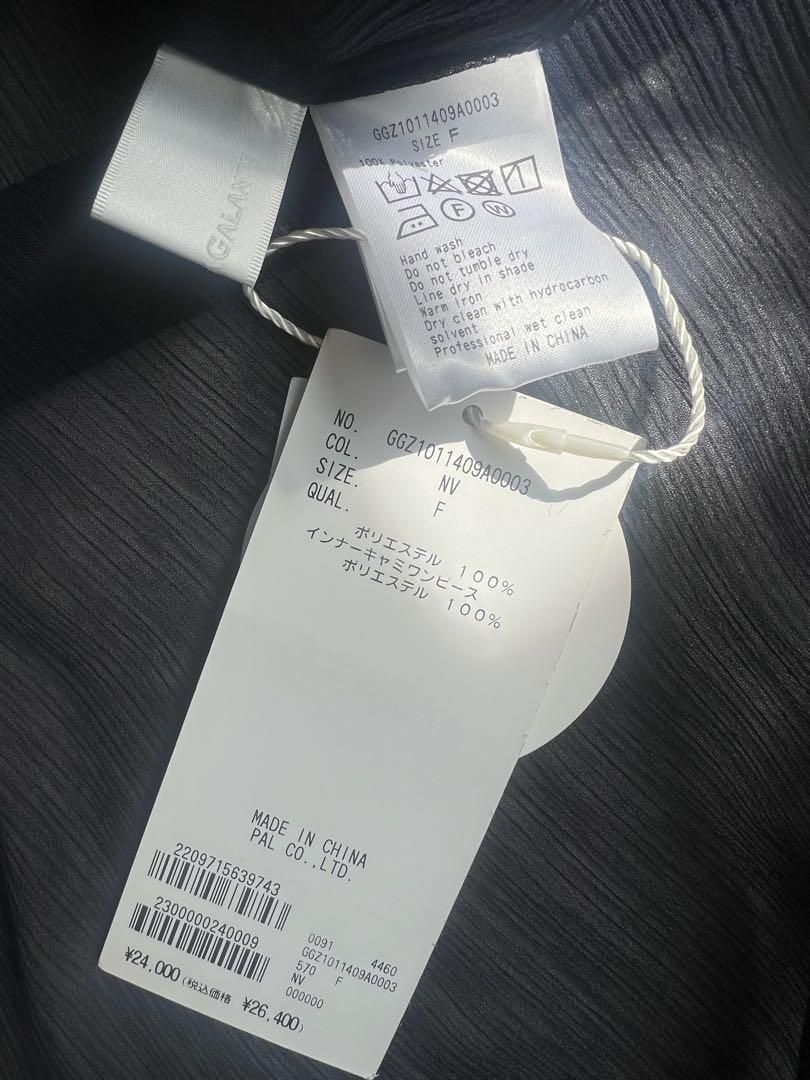 GALANT
GGZ1011409A0003
SIZE F
100% Polyester
F
W
Hand wash
Do not bleach
Do not tumble dry
Line dry in shade
Warm iron
Dry clean with hydrocarbon
solvent
Professional wet clean
MADE IN CHINA
NO. GGZ1011409A0003
COL. NV
SIZE. F
QUAL.
ポリエステル 100%
インナーキャミワンピース
ポリエステル 100%
MADE IN CHINA
PAL CO.,LTD.
2209715639743
2300000240009
0091 4460
GGZ1011409A0003
570 F
NV
000000
¥24,000(税込価格 ¥26,400)